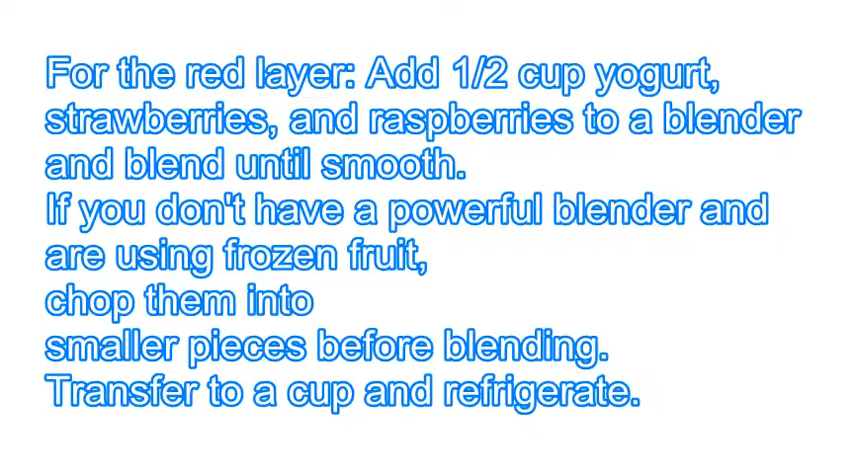 For the red layer: Add 1/2 cup yogurt,
strawberries, and raspberries to a blender
and blend until smooth.
If you don't have a powerful blender and
are using frozen fruit,
chop them into
smaller pieces before blending.
Transfer to a cup and refrigerate.